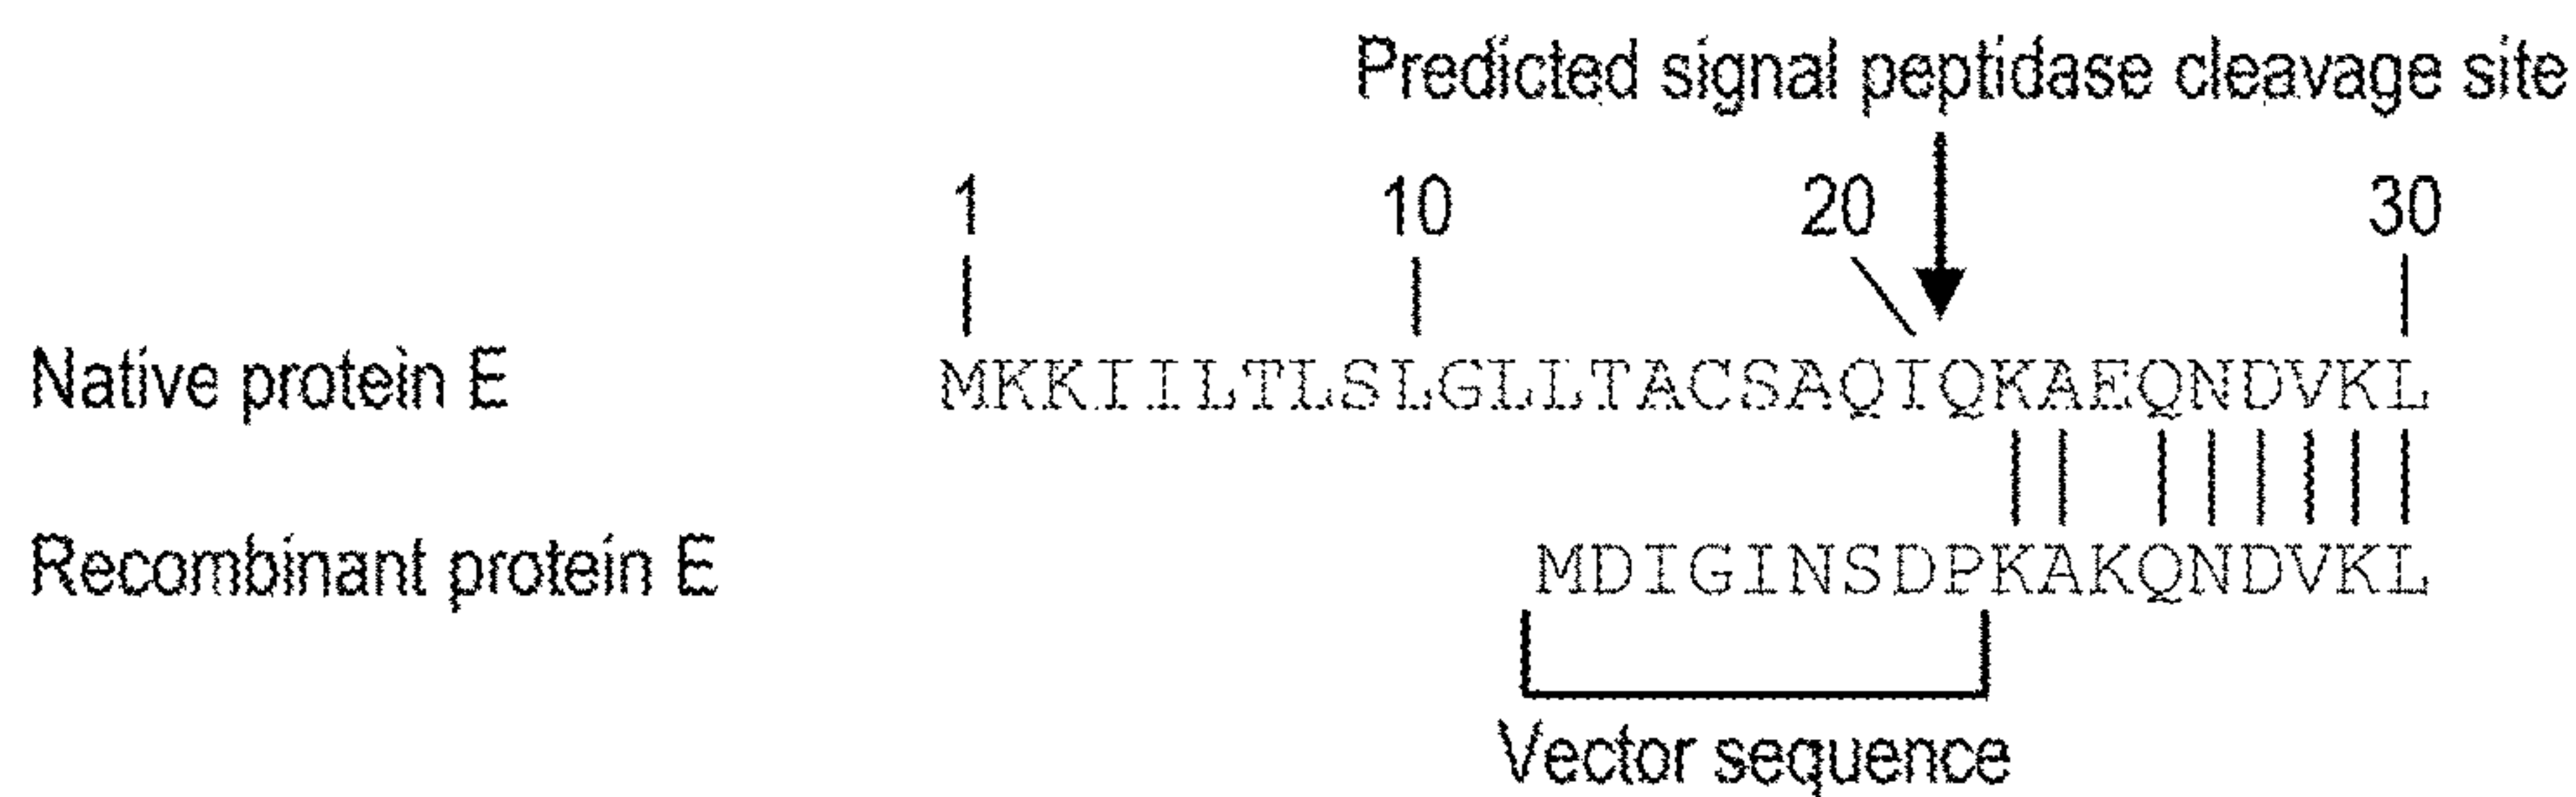 Predicted signal peptidase cleavage site
1 10 20 30
Native protein E MKKIILTLSLGLLTACSAQIQKAEQNDVKL
Recombinant protein E MDIGINSDPKAKQNDVKL
Vector sequence